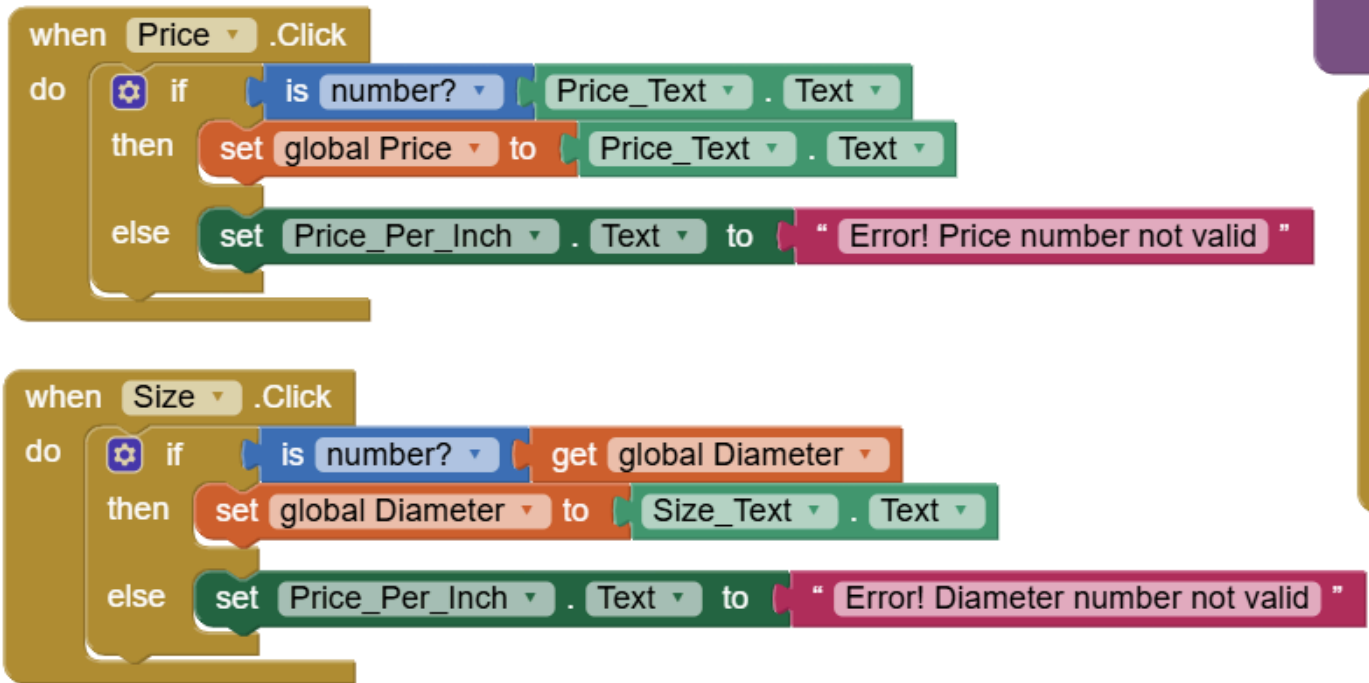 when Price .Click
do if is number? Price_Text . Text
then set global Price to Price_Text . Text
else set Price_Per_Inch . Text to “ Error! Price number not valid ”
when Size .Click
do if is number? get global Diameter
then set global Diameter to Size_Text . Text
else set Price_Per_Inch . Text to “ Error! Diameter number not valid ”